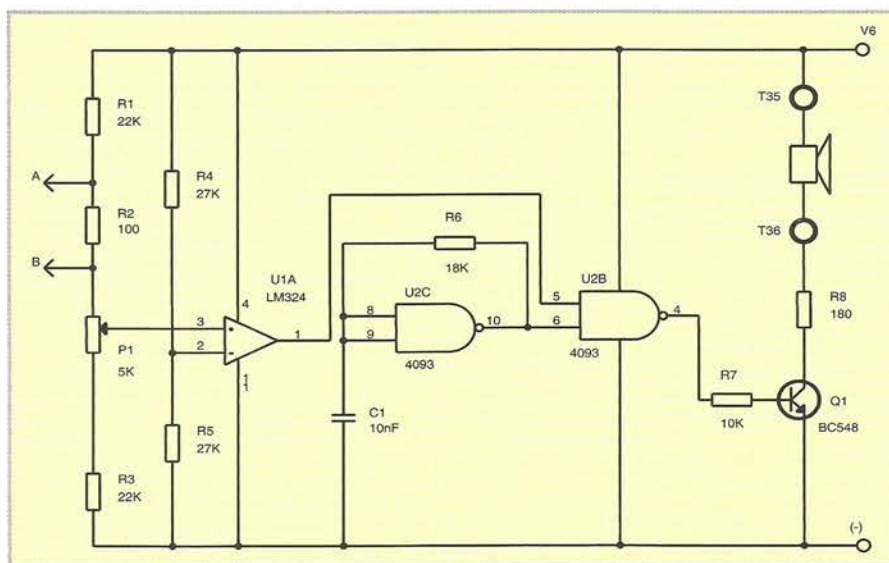 V6
R1
22K
T35
A
R4
27K
R2
100
R6
T36
B
18K
U1A
LM324
U2C
U2B
4
5
R8
180
8
3
10
4
1
9
6
2
P1
5K
4093
4093
1
1
R7
Q1
C1
10nF
10K
BC548
R5
27K
R3
22K
(-)